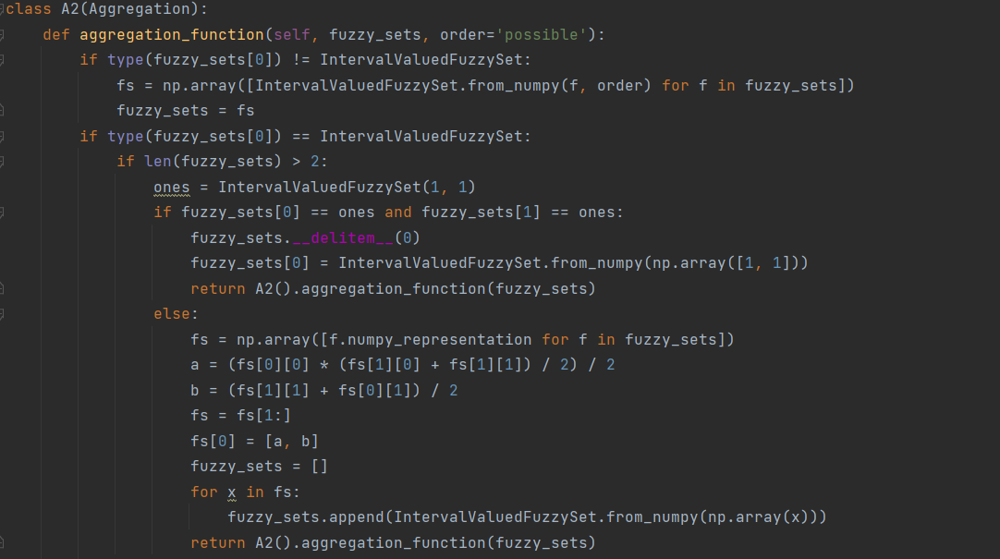 class A2(Aggregation):
    def aggregation_function(self, fuzzy_sets, order='possible'):
        if type(fuzzy_sets[0]) != IntervalValuedFuzzySet:
            fs = np.array([IntervalValuedFuzzySet.from_numpy(f, order) for f in fuzzy_sets])
            fuzzy_sets = fs
        if type(fuzzy_sets[0]) == IntervalValuedFuzzySet:
            if len(fuzzy_sets) > 2:
                ones = IntervalValuedFuzzySet(1, 1)
                if fuzzy_sets[0] == ones and fuzzy_sets[1] == ones:
                    fuzzy_sets.__delitem__(0)
                    fuzzy_sets[0] = IntervalValuedFuzzySet.from_numpy(np.array([1, 1]))
                    return A2().aggregation_function(fuzzy_sets)
                else:
                    fs = np.array([f.numpy_representation for f in fuzzy_sets])
                    a = (fs[0][0] * (fs[1][0] + fs[1][1]) / 2) / 2
                    b = (fs[1][1] + fs[0][1]) / 2
                    fs = fs[1:]
                    fs[0] = [a, b]
                    fuzzy_sets = []
                    for x in fs:
                        fuzzy_sets.append(IntervalValuedFuzzySet.from_numpy(np.array(x)))
                    return A2().aggregation_function(fuzzy_sets)